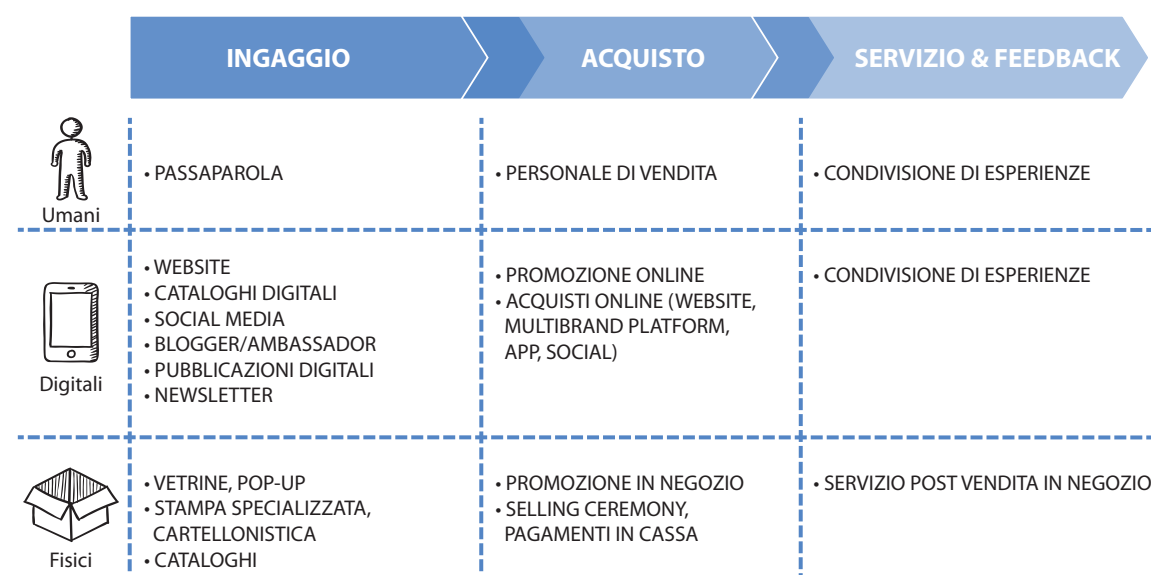 INGAGGIO
ACQUISTO
SERVIZIO & FEEDBACK
Umani
• PASSAPAROLA
• PERSONALE DI VENDITA
• CONDIVISIONE DI ESPERIENZE
Digitali
• WEBSITE
• CATALOGHI DIGITALI
• SOCIAL MEDIA
• BLOGGER/AMBASSADOR
• PUBBLICAZIONI DIGITALI
• NEWSLETTER
• PROMOZIONE ONLINE
• ACQUISTI ONLINE (WEBSITE,
MULTIBRAND PLATFORM,
APP, SOCIAL)
• CONDIVISIONE DI ESPERIENZE
Fisici
• VETRINE, POP-UP
• STAMPA SPECIALIZZATA,
CARTELLONISTICA
• CATALOGHI
• PROMOZIONE IN NEGOZIO
• SELLING CEREMONY,
PAGAMENTI IN CASSA
• SERVIZIO POST VENDITA IN NEGOZIO